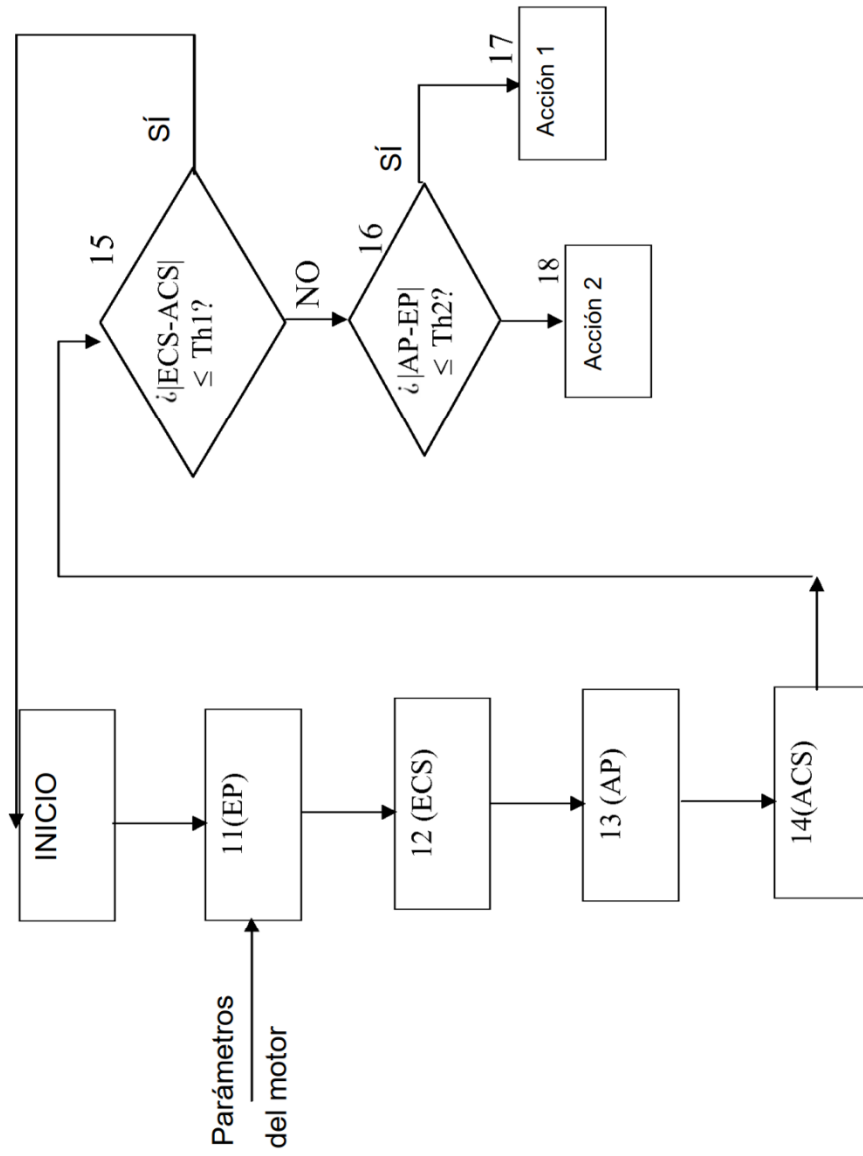 INICIO
Parámetros
del motor
11(EP)
12 (ECS)
13 (AP)
14(ACS)
15
¿|ECS-ACS|
≤ Th1?
SÍ
NO
16
¿|AP-EP|
≤ Th2?
SÍ
17
Acción 1
18
Acción 2